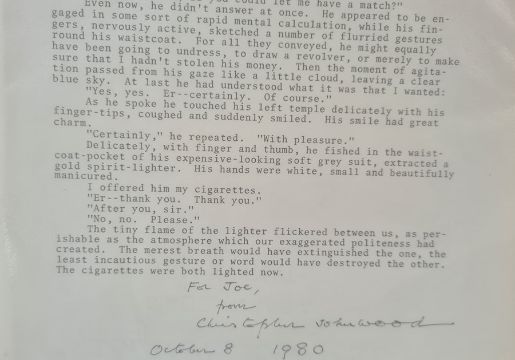 you could let me have a match?"
Even now, he didn't answer at once. He appeared to be en-
gaged in some sort of rapid mental calculation, while his fin-
gers, nervously active, sketched a number of flurried gestures
round his waistcoat. For all they conveyed, he might equally
have been going to undress, to draw a revolver, or merely to make
sure that I hadn't stolen his money. Then the moment of agita-
tion passed from his gaze like a little cloud, leaving a clear
blue sky. At last he had understood what it was that I wanted:
"Yes, yes. Er--certainly. Of course."
As he spoke he touched his left temple delicately with his
finger-tips, coughed and suddenly smiled. His smile had great
charm.
"Certainly," he repeated. "With pleasure."
Delicately, with finger and thumb, he fished in the waist-
coat-pocket of his expensive-looking soft grey suit, extracted a
gold spirit-lighter. His hands were white, small and beautifully
manicured.
I offered him my cigarettes.
"Er--thank you. Thank you."
"After you, sir."
"No, no. Please."
The tiny flame of the lighter flickered between us, as per-
ishable as the atmosphere which our exaggerated politeness had
created. The merest breath would have extinguished the one, the
least incautious gesture or word would have destroyed the other.
The cigarettes were both lighted now.
For Joe,
from
Christopher Isherwood
October 8 1980